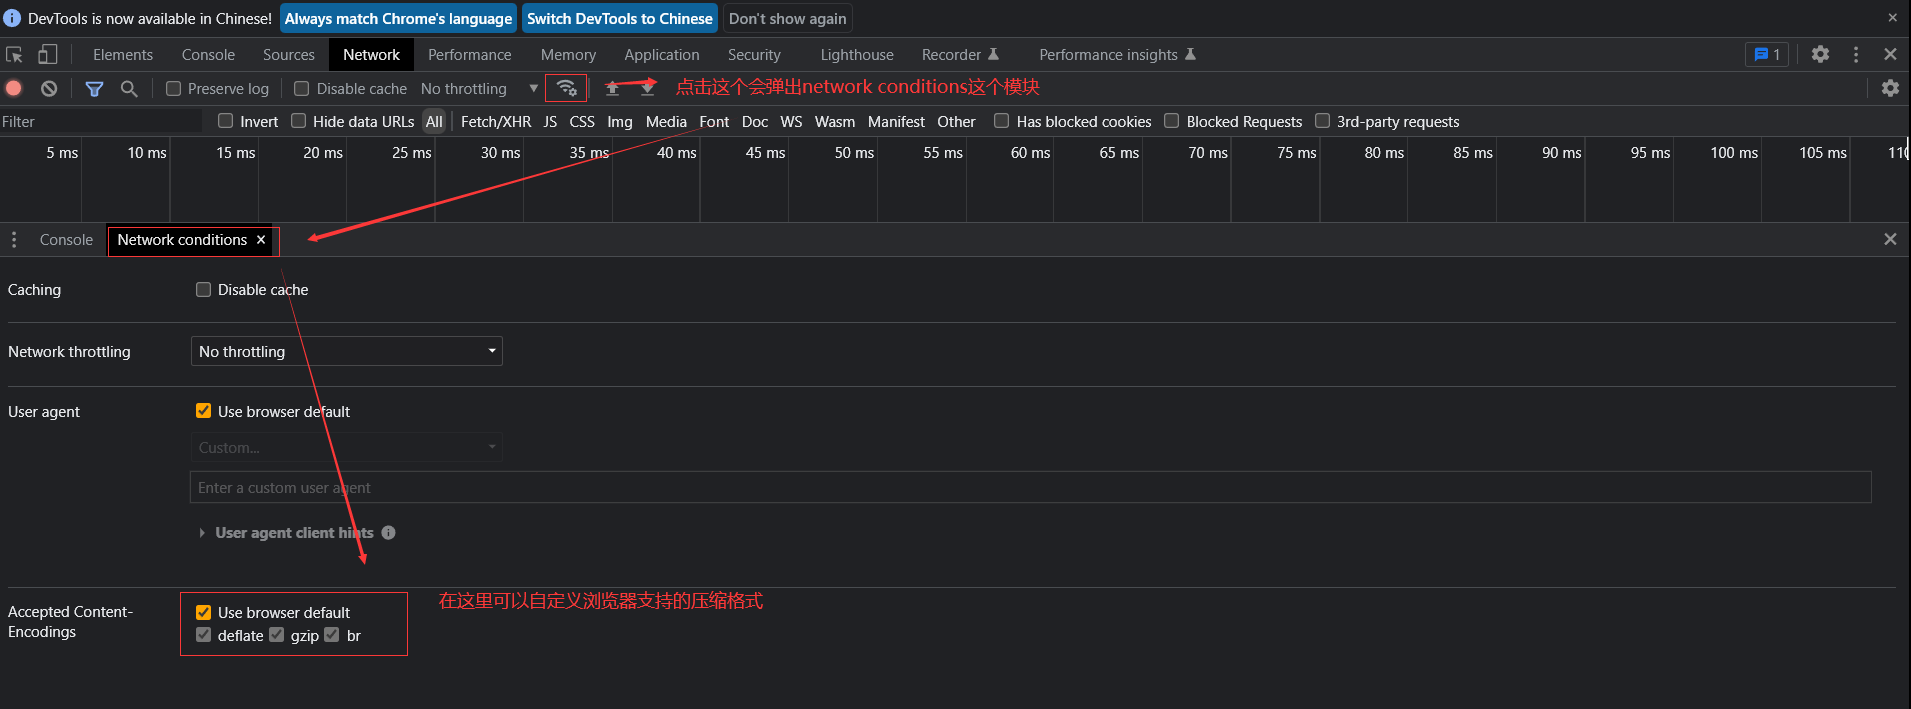 DevTools is now available in Chinese! Always match Chrome's language Switch DevTools to Chinese Don't show again
Elements Console Sources Network Performance Memory Application Security Lighthouse Recorder Performance insights 1
Preserve log Disable cache No throttling 点击这个会弹出network conditions这个模块
Filter Invert Hide data URLs All Fetch/XHR JS CSS Img Media Font Doc WS Wasm Manifest Other Has blocked cookies Blocked Requests 3rd-party requests
5 ms 10 ms 15 ms 20 ms 25 ms 30 ms 35 ms 40 ms 45 ms 50 ms 55 ms 60 ms 65 ms 70 ms 75 ms 80 ms 85 ms 90 ms 95 ms 100 ms 105 ms 110
Console Network conditions
Caching Disable cache
Network throttling No throttling
User agent Use browser default
Custom...
Enter a custom user agent
User agent client hints
在这里可以自定义浏览器支持的压缩格式
Accepted Content- Use browser default
Encodings deflate gzip br